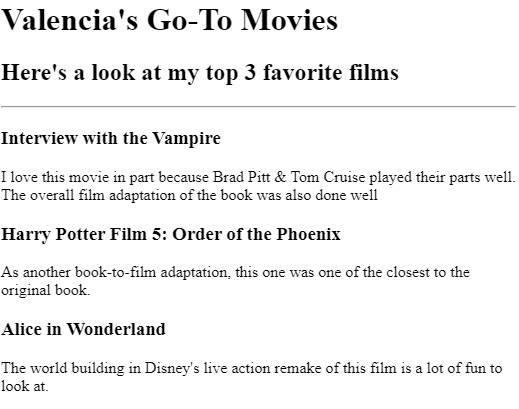 Valencia's Go-To Movies
Here's a look at my top 3 favorite films
Interview with the Vampire
I love this movie in part because Brad Pitt & Tom Cruise played their parts well.
The overall film adaptation of the book was also done well
Harry Potter Film 5: Order of the Phoenix
As another book-to-film adaptation, this one was one of the closest to the
original book.
Alice in Wonderland
The world building in Disney's live action remake of this film is a lot of fun to
look at.